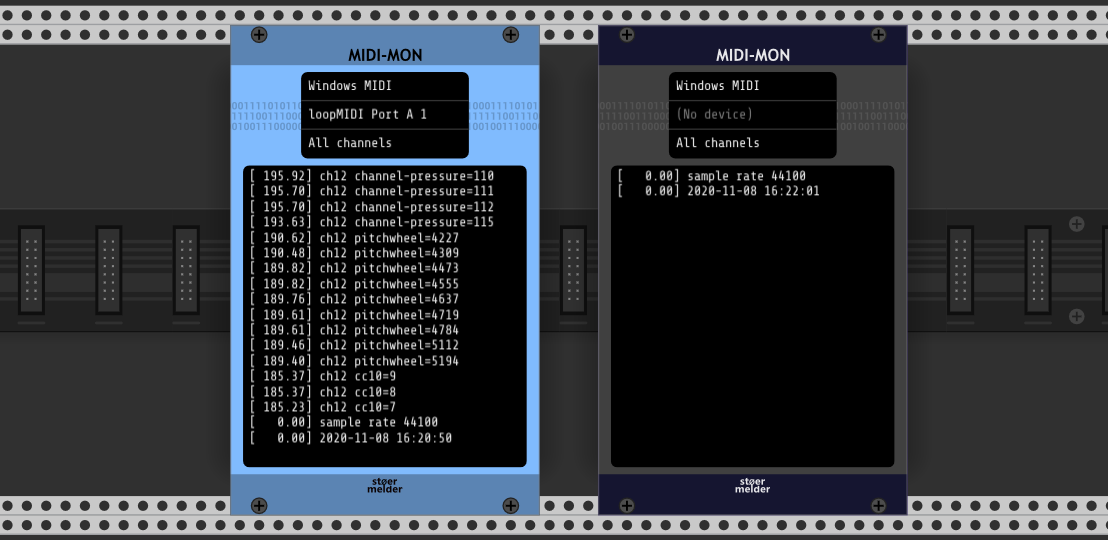 MIDI-MON
Windows MIDI
loopMIDI Port A 1
All channels
[ 195.92] ch12 channel-pressure=110
[ 195.70] ch12 channel-pressure=111
[ 195.70] ch12 channel-pressure=112
[ 193.63] ch12 channel-pressure=115
[ 190.62] ch12 pitchwheel=4227
[ 190.48] ch12 pitchwheel=4309
[ 189.82] ch12 pitchwheel=4473
[ 189.82] ch12 pitchwheel=4555
[ 189.76] ch12 pitchwheel=4637
[ 189.61] ch12 pitchwheel=4719
[ 189.61] ch12 pitchwheel=4784
[ 189.46] ch12 pitchwheel=5112
[ 189.40] ch12 pitchwheel=5194
[ 185.37] ch12 cc10=9
[ 185.37] ch12 cc10=8
[ 185.23] ch12 cc10=7
[   0.00] sample rate 44100
[   0.00] 2020-11-08 16:20:50
støer
melder
MIDI-MON
Windows MIDI
(No device)
All channels
[   0.00] sample rate 44100
[   0.00] 2020-11-08 16:22:01
støer
melder